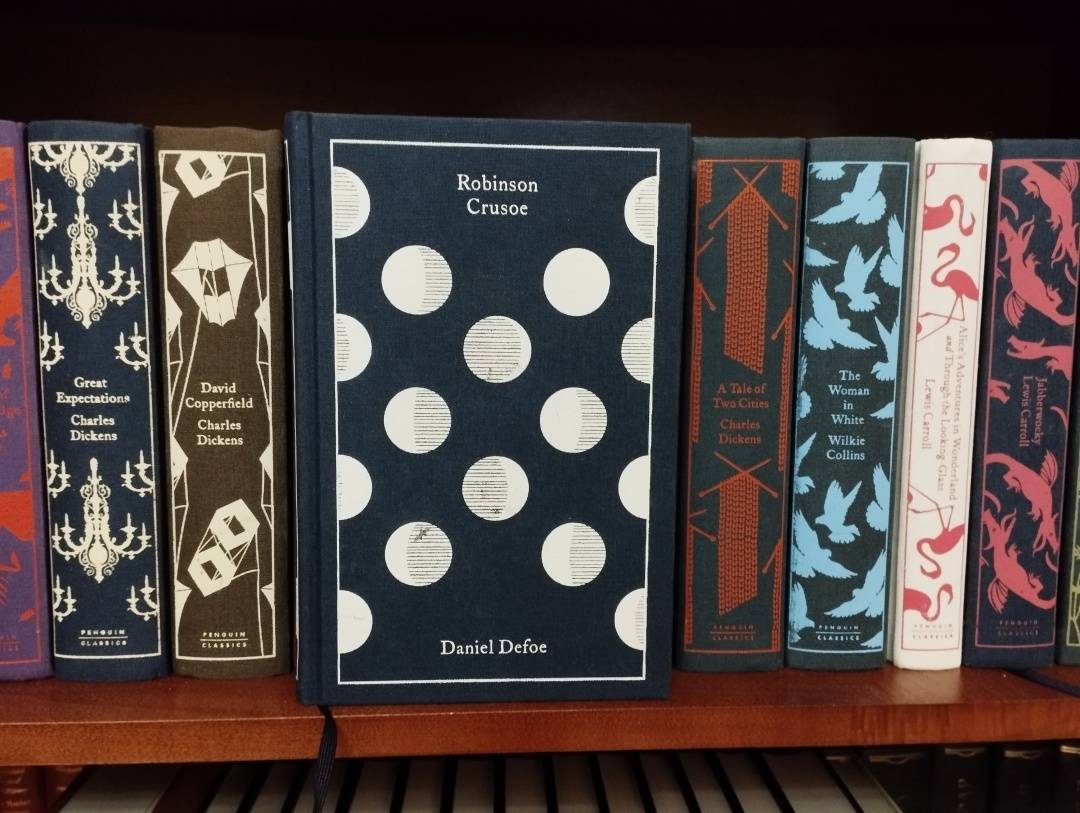 Great
Expectations
Charles
Dickens
PENGUIN
CLASSICS
David
Copperfield
Charles
Dickens
PENGUIN
CLASSICS
Robinson
Crusoe
Daniel Defoe
A Tale of
Two Cities
Charles
Dickens
PENGUIN
CLASSICS
The
Woman
in
White
Wilkie
Collins
PENGUIN
CLASSICS
Alice's Adventures in Wonderland
and Through the Looking-Glass
Lewis Carroll
PENGUIN
CLASSICS
Jabberwocky
Lewis Carroll
PENGUIN
CLASSICS